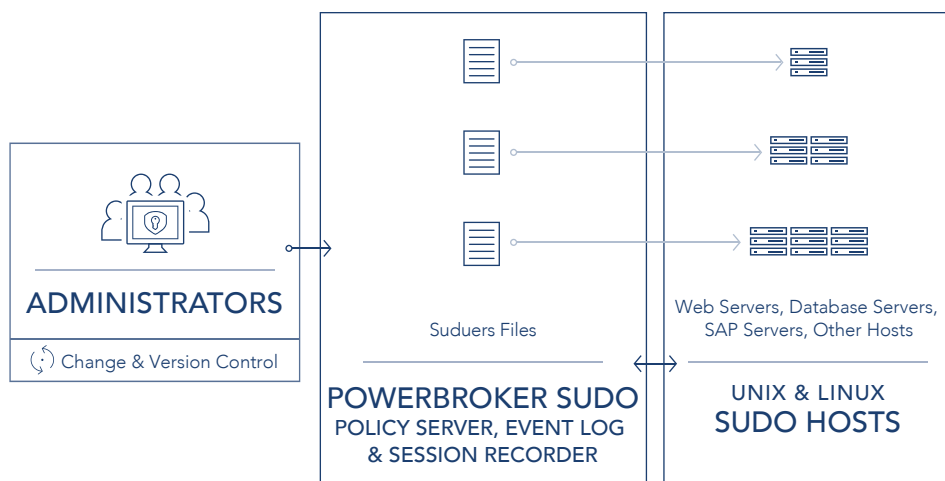 ADMINISTRATORS
Change & Version Control
Suduers Files
POWERBROKER SUDO
POLICY SERVER, EVENT LOG
& SESSION RECORDER
Web Servers, Database Servers,
SAP Servers, Other Hosts
UNIX & LINUX
SUDO HOSTS